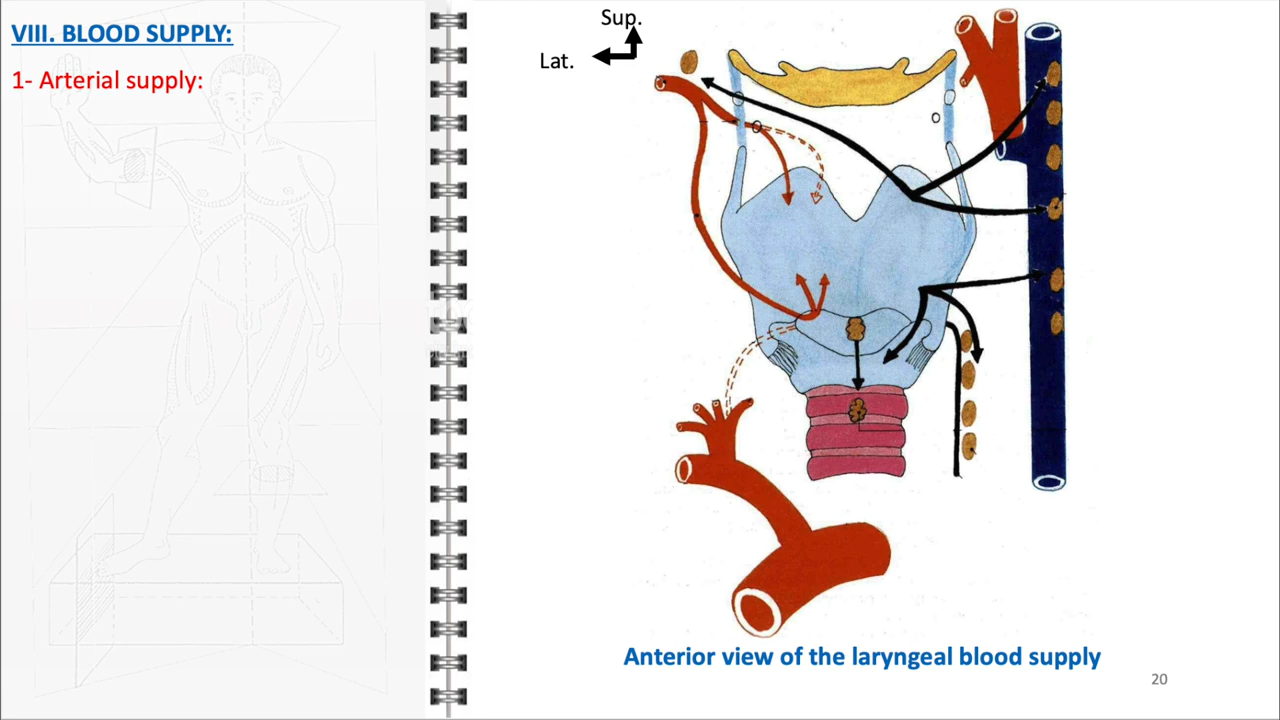 VIII. BLOOD SUPPLY:
1- Arterial supply:
Sup.
Lat.
Anterior view of the laryngeal blood supply
20